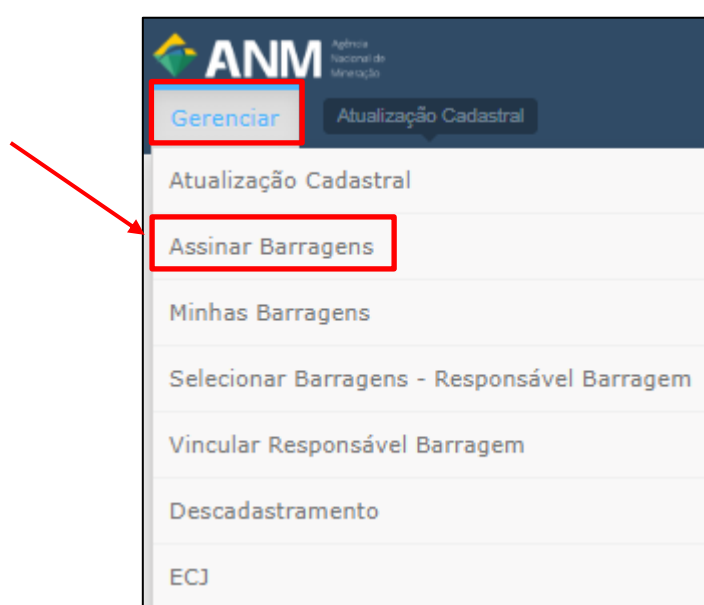 ANM
Agência
Nacional de
Mineração
Gerenciar
Atualização Cadastral
Atualização Cadastral
Assinar Barragens
Minhas Barragens
Selecionar Barragens - Responsável Barragem
Vincular Responsável Barragem
Descadastramento
ECJ